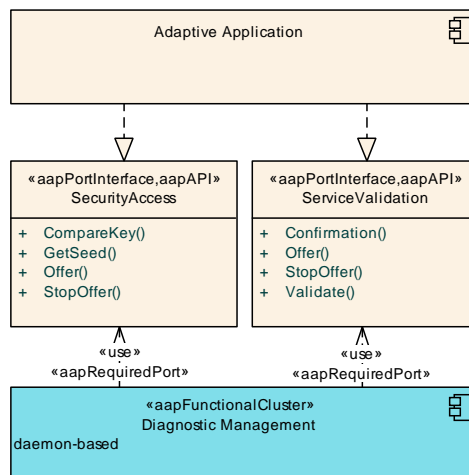 Adaptive Application
«aapPortInterface,aapAPI»
SecurityAccess
+ CompareKey()
+ GetSeed()
+ Offer()
+ StopOffer()
«aapPortInterface,aapAPI»
ServiceValidation
+ Confirmation()
+ Offer()
+ StopOffer()
+ Validate()
«use»
«aapRequiredPort»
«use»
«aapRequiredPort»
«aapFunctionalCluster»
Diagnostic Management
daemon-based